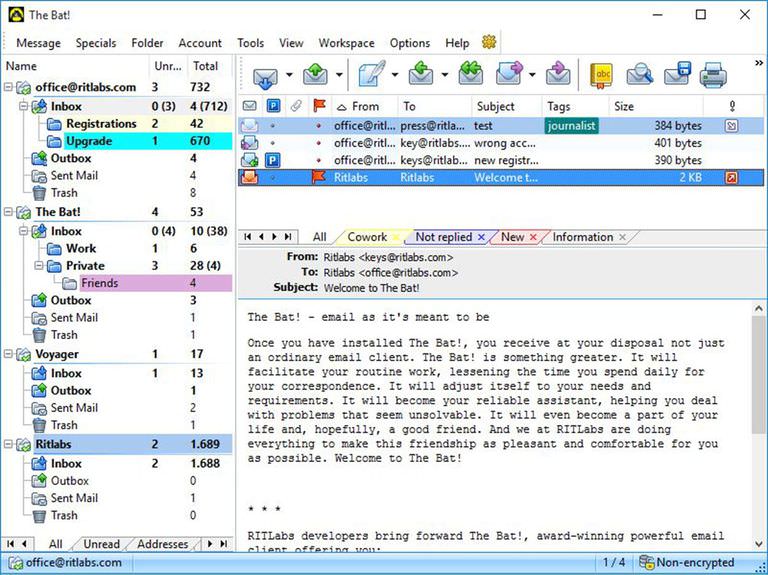 The Bat!
Message Specials Folder Account Tools View Workspace Options Help
Name Unr... Total
office@ritlabs.com 3 732
Inbox 0 (3) 4 (712)
Registrations 2 42
Upgrade 1 670
Outbox 4
Sent Mail 4
Trash 8
The Bat! 4 53
Inbox 0 (4) 10 (38)
Work 1 6
Private 3 28 (4)
Friends 4
Outbox 3
Sent Mail 1
Trash 1
Voyager 1 17
Inbox 1 13
Outbox 1
Sent Mail 2
Trash 1
Ritlabs 2 1.689
Inbox 2 1.688
Outbox 0
Sent Mail 1
Trash 0
All Unread Addresses
abc
From To Subject Tags Size
office@ritl... press@ritla... test journalist 384 bytes
office@ritl... key@ritlabs.... wrong acc... 401 bytes
P office@ritl... keys@ritlab... new registr... 390 bytes
Ritlabs Ritlabs Welcome t... 2 KB
All Cowork Not replied New Information
From: Ritlabs <keys@ritlabs.com>
To: Ritlabs <office@ritlabs.com>
Subject: Welcome to The Bat!
The Bat! - email as it's meant to be
Once you have installed The Bat!, you receive at your disposal not just
an ordinary email client. The Bat! is something greater. It will
facilitate your routine work, lessening the time you spend daily for
your correspondence. It will adjust itself to your needs and
requirements. It will become your reliable assistant, helping you deal
with problems that seem unsolvable. It will even become a part of your
life and, hopefully, a good friend. And we at RITLabs are doing
everything to make this friendship as pleasant and comfortable for you
as possible. Welcome to The Bat!
* * *
RITLabs developers bring forward The Bat!, award-winning powerful email
client offering you:
office@ritlabs.com 1 / 4 Non-encrypted